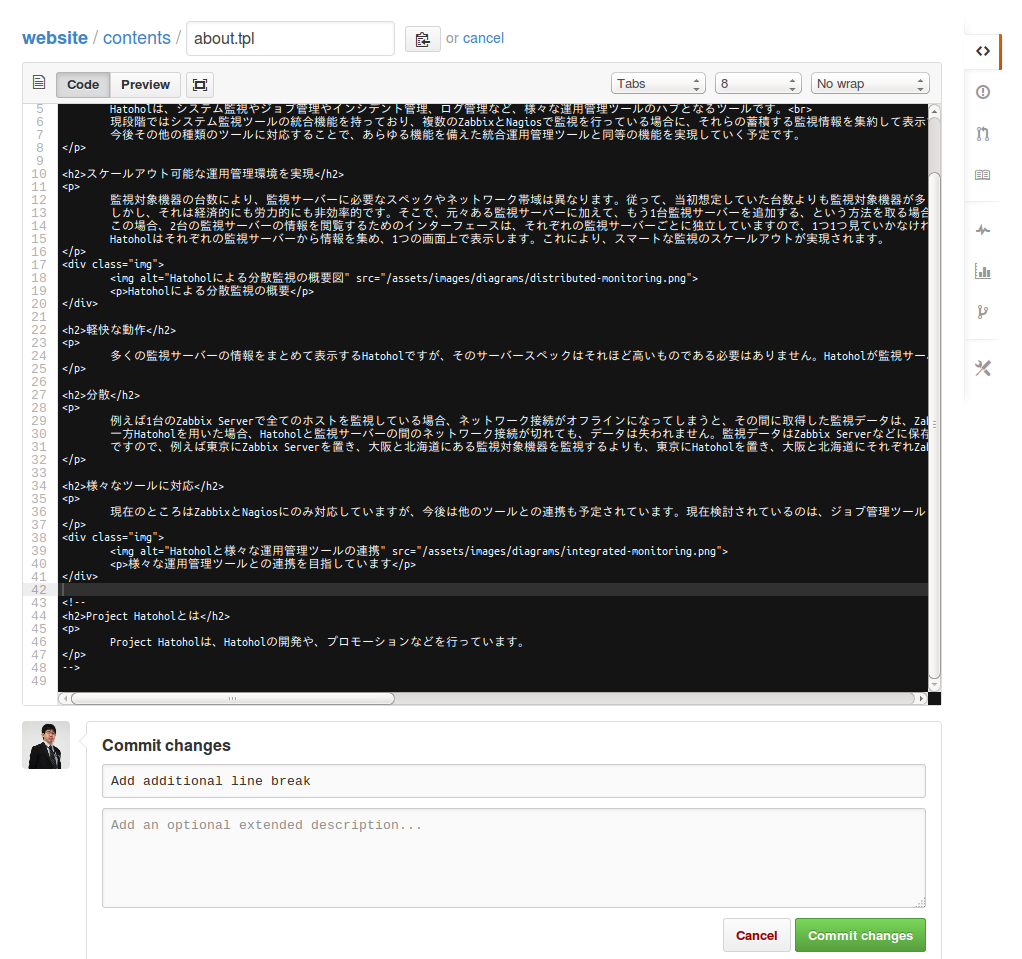 website / contents / about.tpl or cancel
Code Preview Tabs 8 No wrap
5 Hatoholは、システム監視やジョブ管理やインシデント管理、ログ管理など、様々な運用管理ツールのハブとなるツールです。<br>
6 現段階ではシステム監視ツールの統合機能を持っており、複数のZabbixとNagiosで監視を行っている場合に、それらの蓄積する監視情報を集約して表示
7 今後その他の種類のツールに対応することで、あらゆる機能を備えた統合運用管理ツールと同等の機能を実現していく予定です。
8 </p>
9
10 <h2>スケールアウト可能な運用管理環境を実現</h2>
11 <p>
12 監視対象機器の台数により、監視サーバーに必要なスペックやネットワーク帯域は異なります。従って、当初想定していた台数よりも監視対象機器が多
13 しかし、それは経済的にも労力的にも非効率的です。そこで、元々ある監視サーバーに加えて、もう1台監視サーバーを追加する、という方法を取る場合
14 この場合、2台の監視サーバーの情報を閲覧するためのインターフェースは、それぞれの監視サーバーごとに独立していますので、1つ1つ見ていかなけれ
15 Hatoholはそれぞれの監視サーバーから情報を集め、1つの画面上で表示します。これにより、スマートな監視のスケールアウトが実現されます。
16 </p>
17 <div class="img">
18 <img alt="Hatoholによる分散監視の概要図" src="/assets/images/diagrams/distributed-monitoring.png">
19 <p>Hatoholによる分散監視の概要</p>
20 </div>
21
22 <h2>軽快な動作</h2>
23 <p>
24 多くの監視サーバーの情報をまとめて表示するHatoholですが、そのサーバースペックはそれほど高いものである必要はありません。Hatoholが監視サー
25 </p>
26
27 <h2>分散</h2>
28 <p>
29 例えば1台のZabbix Serverで全てのホストを監視している場合、ネットワーク接続がオフラインになってしまうと、その間に取得した監視データは、Zab
30 一方Hatoholを用いた場合、Hatoholと監視サーバーの間のネットワーク接続が切れても、データは失われません。監視データはZabbix Serverなどに保存
31 ですので、例えば東京にZabbix Serverを置き、大阪と北海道にある監視対象機器を監視するよりも、東京にHatoholを置き、大阪と北海道にそれぞれZab
32 </p>
33
34 <h2>様々なツールに対応</h2>
35 <p>
36 現在のところはZabbixとNagiosにのみ対応していますが、今後は他のツールとの連携も予定されています。現在検討されているのは、ジョブ管理ツール
37 </p>
38 <div class="img">
39 <img alt="Hatoholと様々な運用管理ツールの連携" src="/assets/images/diagrams/integrated-monitoring.png">
40 <p>様々な運用管理ツールとの連携を目指しています</p>
41 </div>
42
43 <!--
44 <h2>Project Hatoholとは</h2>
45 <p>
46 Project Hatoholは、Hatoholの開発や、プロモーションなどを行っています。
47 </p>
48 -->
49
Commit changes
Add additional line break
Add an optional extended description...
Cancel Commit changes